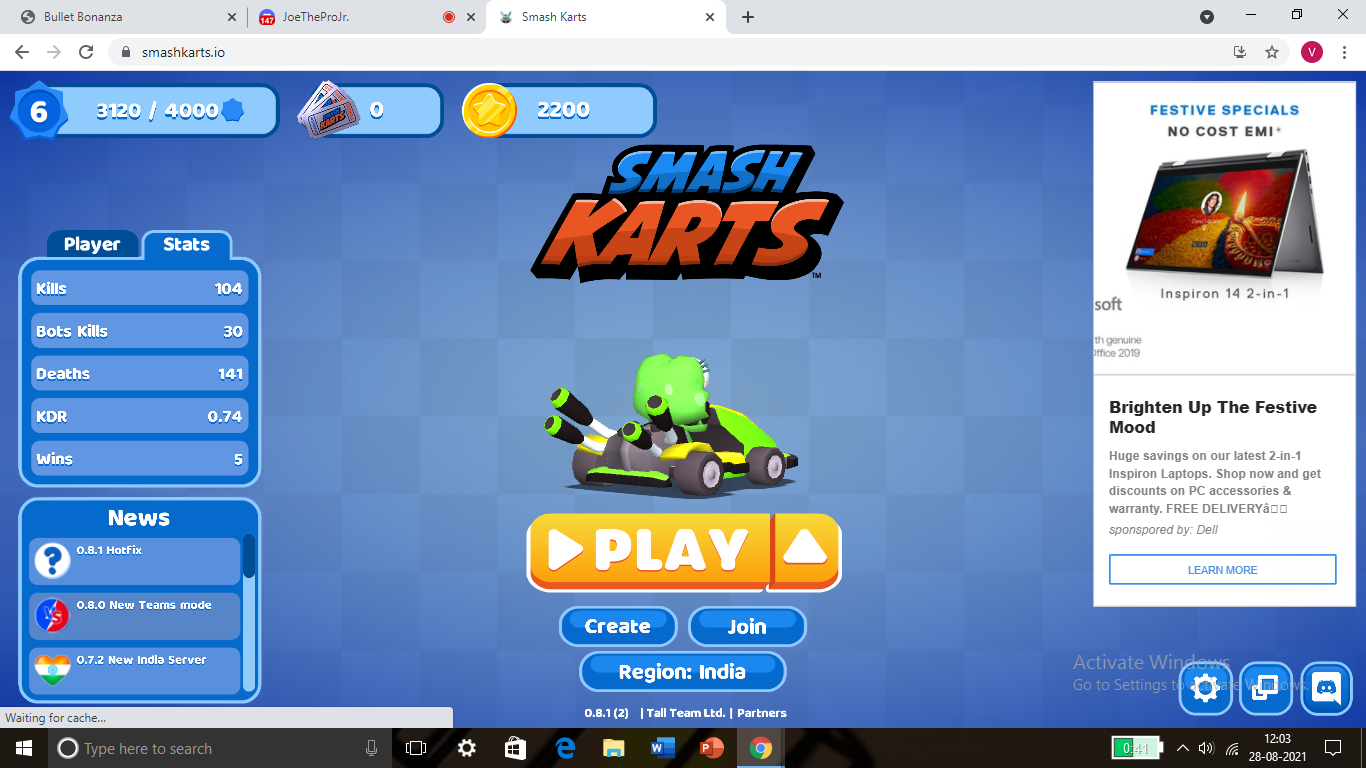 Bullet Bonanza
147
JoeTheProJr.
Smash Karts
smashkarts.io
V
6
3120 / 4000
SMASH KARTS
0
2200
SMASH
KARTS
TM
Player
Stats
Kills 104
Bots Kills 30
Deaths 141
KDR 0.74
Wins 5
News
?
0.8.1 Hotfix
VS
0.8.0 New Teams mode
0.7.2 New India Server
PLAY
Create
Join
Region: India
0.8.1 (2) | Tall Team Ltd. | Partners
FESTIVE SPECIALS
NO COST EMI*
Inspiron 14 2-in-1
soft
th genuine
Office 2019
Brighten Up The Festive
Mood
Huge savings on our latest 2-in-1
Inspiron Laptops. Shop now and get
discounts on PC accessories &
warranty. FREE DELIVERYâ
sponsored by: Dell
LEARN MORE
Activate Windows
Go to Settings to activate Windows.
Waiting for cache...
Type here to search
0:41
12:03
28-08-2021